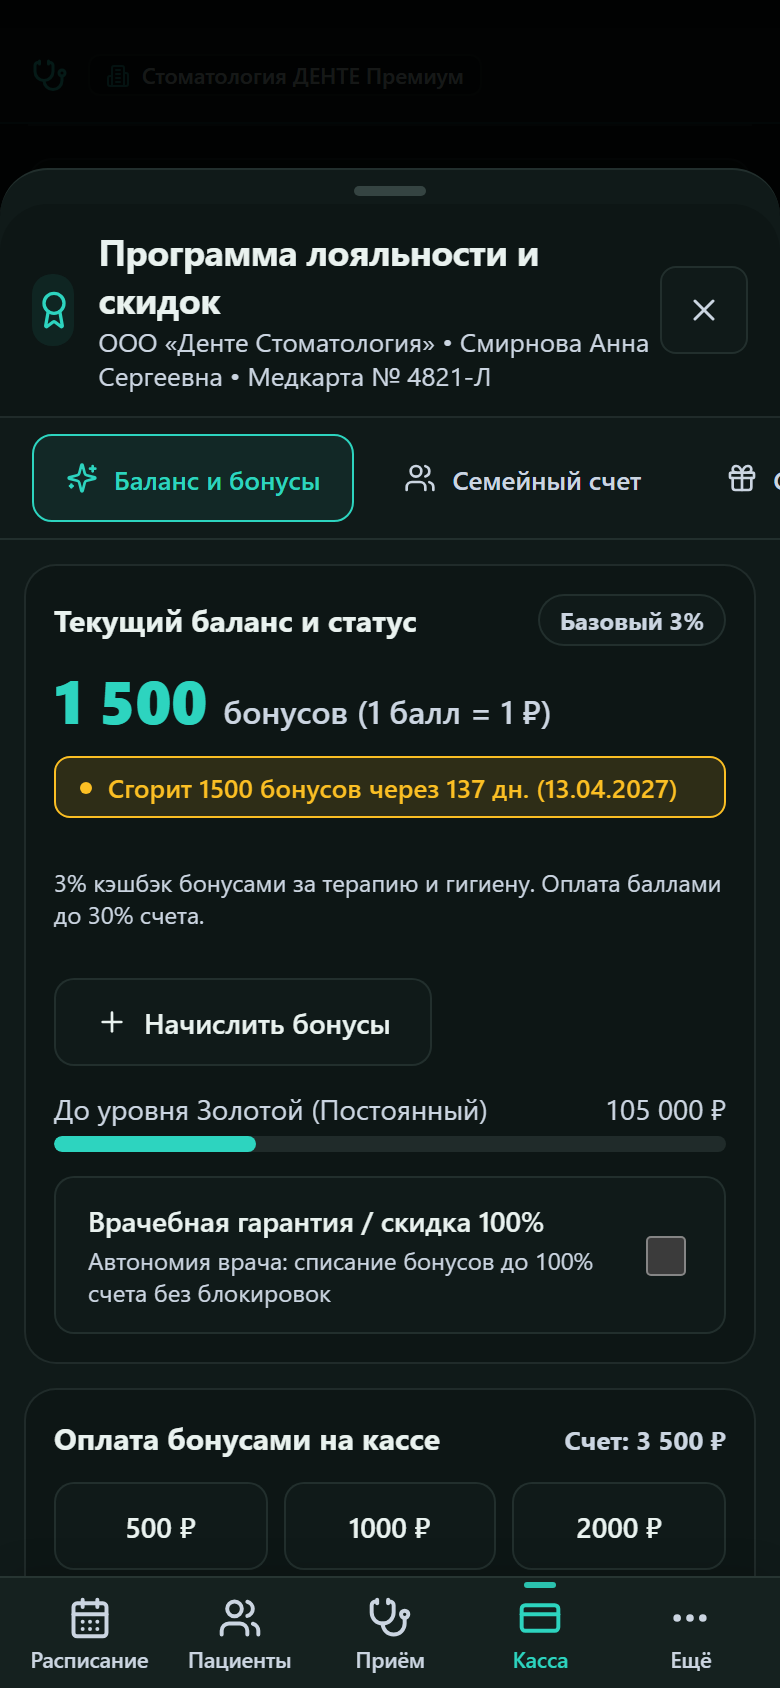 Стоматология ДЕНТЕ Премиум
Программа лояльности и
скидок
ООО «Денте Стоматология» • Смирнова Анна
Сергеевна • Медкарта № 4821-Л
Баланс и бонусы
Семейный счет
Текущий баланс и статус
Базовый 3%
1 500 бонусов (1 балл = 1 ₽)
Сгорит 1500 бонусов через 137 дн. (13.04.2027)
3% кэшбэк бонусами за терапию и гигиену. Оплата баллами
до 30% счета.
Начислить бонусы
До уровня Золотой (Постоянный)
105 000 ₽
Врачебная гарантия / скидка 100%
Автономия врача: списание бонусов до 100%
счета без блокировок
Оплата бонусами на кассе
Счет: 3 500 ₽
500 ₽
1000 ₽
2000 ₽
Расписание
Пациенты
Приём
Касса
Ещё